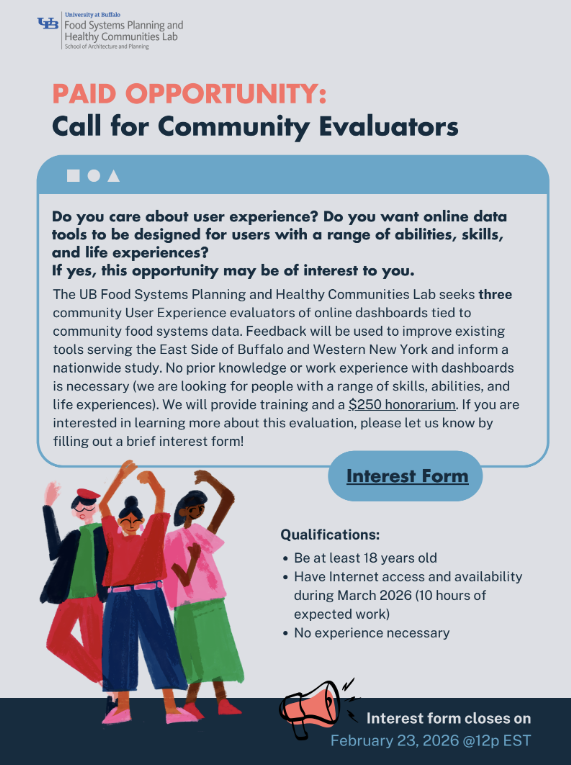 UB
University at Buffalo
Food Systems Planning and
Healthy Communities Lab
School of Architecture and Planning
PAID OPPORTUNITY:
Call for Community Evaluators
Do you care about user experience? Do you want online data
tools to be designed for users with a range of abilities, skills,
and life experiences?
If yes, this opportunity may be of interest to you.
The UB Food Systems Planning and Healthy Communities Lab seeks three
community User Experience evaluators of online dashboards tied to
community food systems data. Feedback will be used to improve existing
tools serving the East Side of Buffalo and Western New York and inform a
nationwide study. No prior knowledge or work experience with dashboards
is necessary (we are looking for people with a range of skills, abilities, and
life experiences). We will provide training and a $250 honorarium. If you are
interested in learning more about this evaluation, please let us know by
filling out a brief interest form!
Interest Form
Qualifications:
• Be at least 18 years old
• Have Internet access and availability
during March 2026 (10 hours of
expected work)
• No experience necessary
Interest form closes on
February 23, 2026 @12p EST